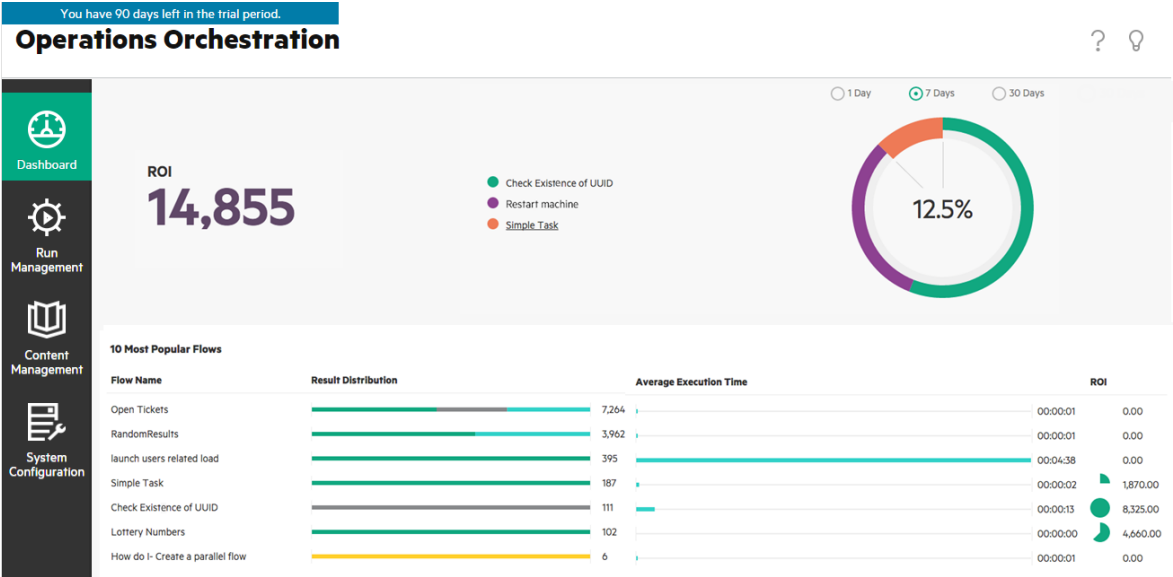 You have 90 days left in the trial period.
Operations Orchestration
?
1 Day
7 Days
30 Days
Dashboard
Run
Management
Content
Management
System
Configuration
ROI
14,855
Check Existence of UUID
Restart machine
Simple Task
12.5%
10 Most Popular Flows
Flow Name Result Distribution Average Execution Time ROI
Open Tickets 7,264 00:00:01 0.00
RandomResults 3,962 00:00:01 0.00
launch users related load 395 00:04:38 0.00
Simple Task 187 00:00:02 1,870.00
Check Existence of UUID 111 00:00:13 8,325.00
Lottery Numbers 102 00:00:00 4,660.00
How do I- Create a parallel flow 6 00:00:01 0.00